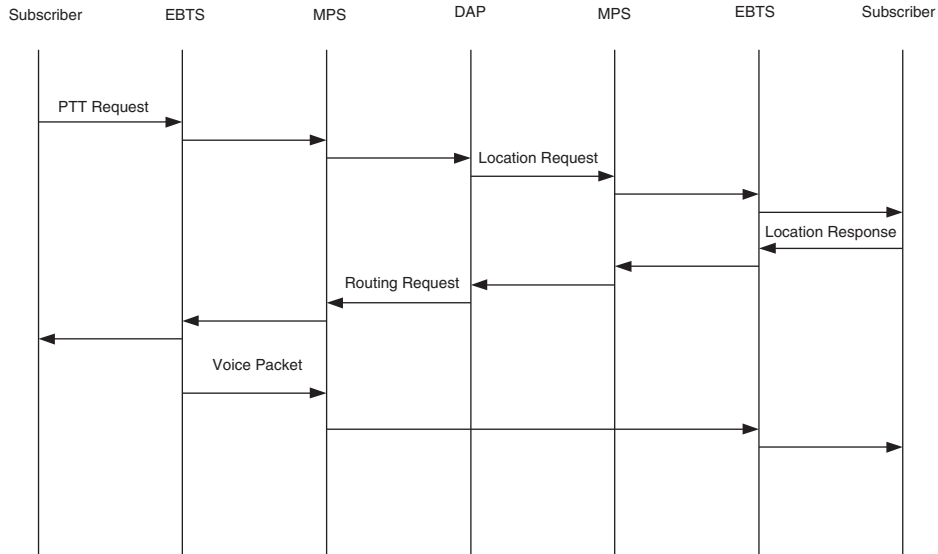 Subscriber
EBTS
MPS
DAP
MPS
EBTS
Subscriber
PTT Request
Location Request
Location Response
Routing Request
Voice Packet